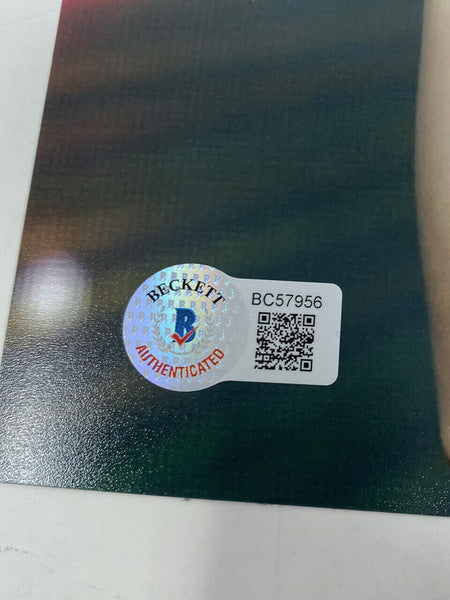 BECKETT
B
AUTHENTICATED
BC57956